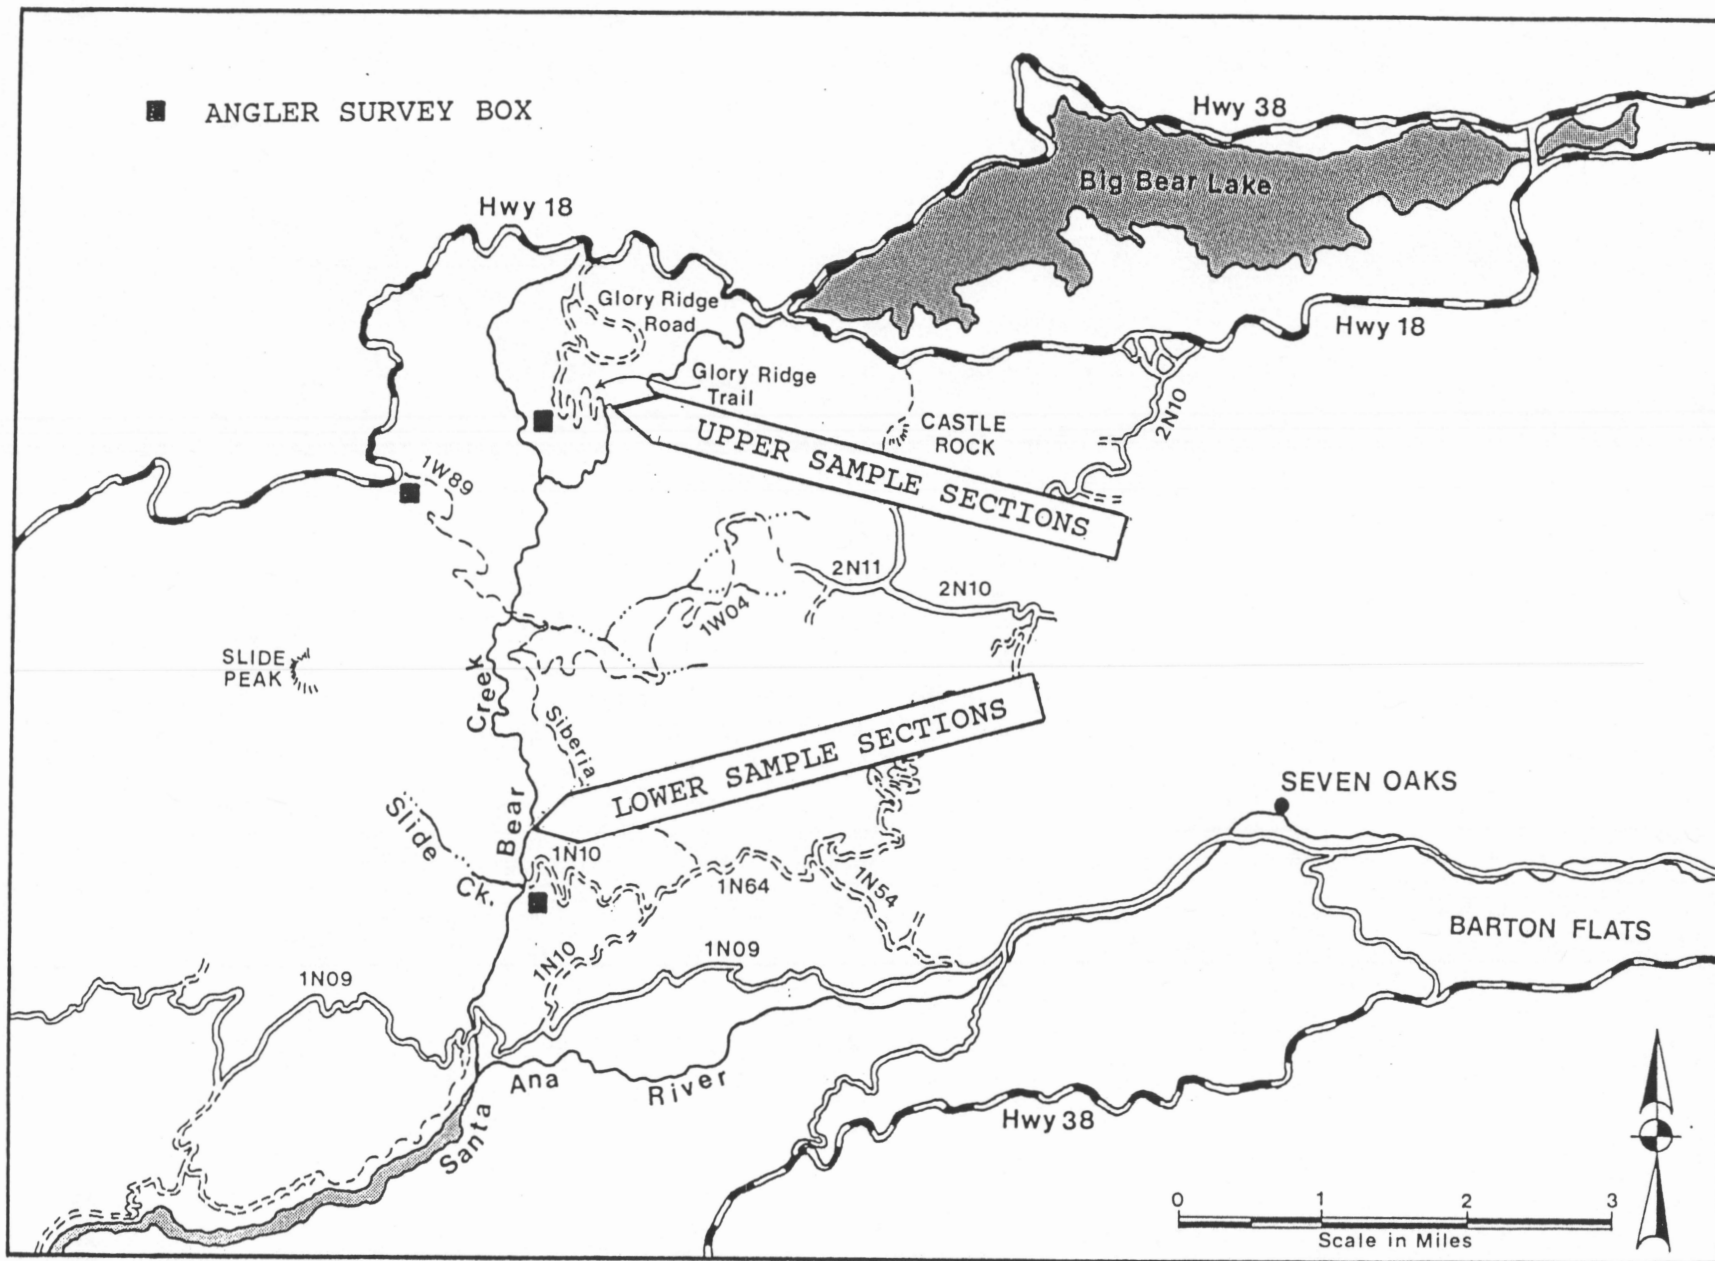 ANGLER SURVEY BOX
Hwy 38
Big Bear Lake
Hwy 18
Glory Ridge
Road
Hwy 18
Glory Ridge
Trail
CASTLE
ROCK
2N10
UPPER SAMPLE SECTIONS
1W89
2N11
2N10
1W04
SLIDE
PEAK
Bear Creek
Siberia
LOWER SAMPLE SECTIONS
SEVEN OAKS
Slide Ck.
1N10
1N64
1N54
BARTON FLATS
1N10
1N09
1N09
Santa Ana River
Hwy 38
0 1 2 3
Scale in Miles